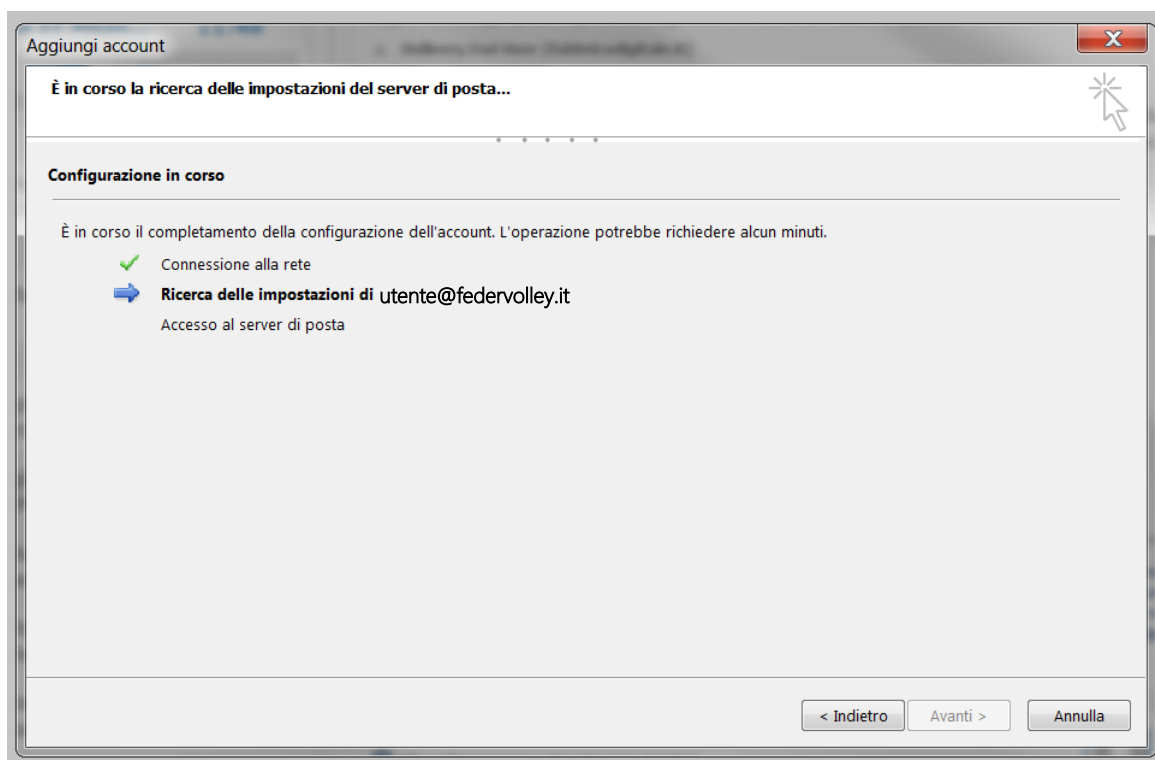 Aggiungi account
È in corso la ricerca delle impostazioni del server di posta...
Configurazione in corso
È in corso il completamento della configurazione dell'account. L'operazione potrebbe richiedere alcun minuti.
Connessione alla rete
Ricerca delle impostazioni di utente@federvolley.it
Accesso al server di posta
< Indietro
Avanti >
Annulla